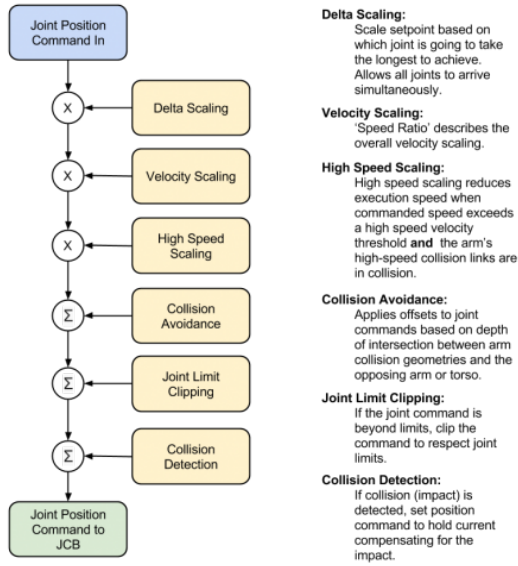 Joint Position
Command In
X
Delta Scaling
X
Velocity Scaling
X
High Speed
Scaling
Σ
Collision
Avoidance
Σ
Joint Limit
Clipping
Σ
Collision
Detection
Joint Position
Command to
JCB
Delta Scaling:
Scale setpoint based on
which joint is going to take
the longest to achieve.
Allows all joints to arrive
simultaneously.
Velocity Scaling:
‘Speed Ratio’ describes the
overall velocity scaling.
High Speed Scaling:
High speed scaling reduces
execution speed when
commanded speed exceeds
a high speed velocity
threshold and the arm's
high-speed collision links are
in collision.
Collision Avoidance:
Applies offsets to joint
commands based on depth
of intersection between arm
collision geometries and the
opposing arm or torso.
Joint Limit Clipping:
If the joint command is
beyond limits, clip the
command to respect joint
limits.
Collision Detection:
If collision (impact) is
detected, set position
command to hold current
compensating for the
impact.